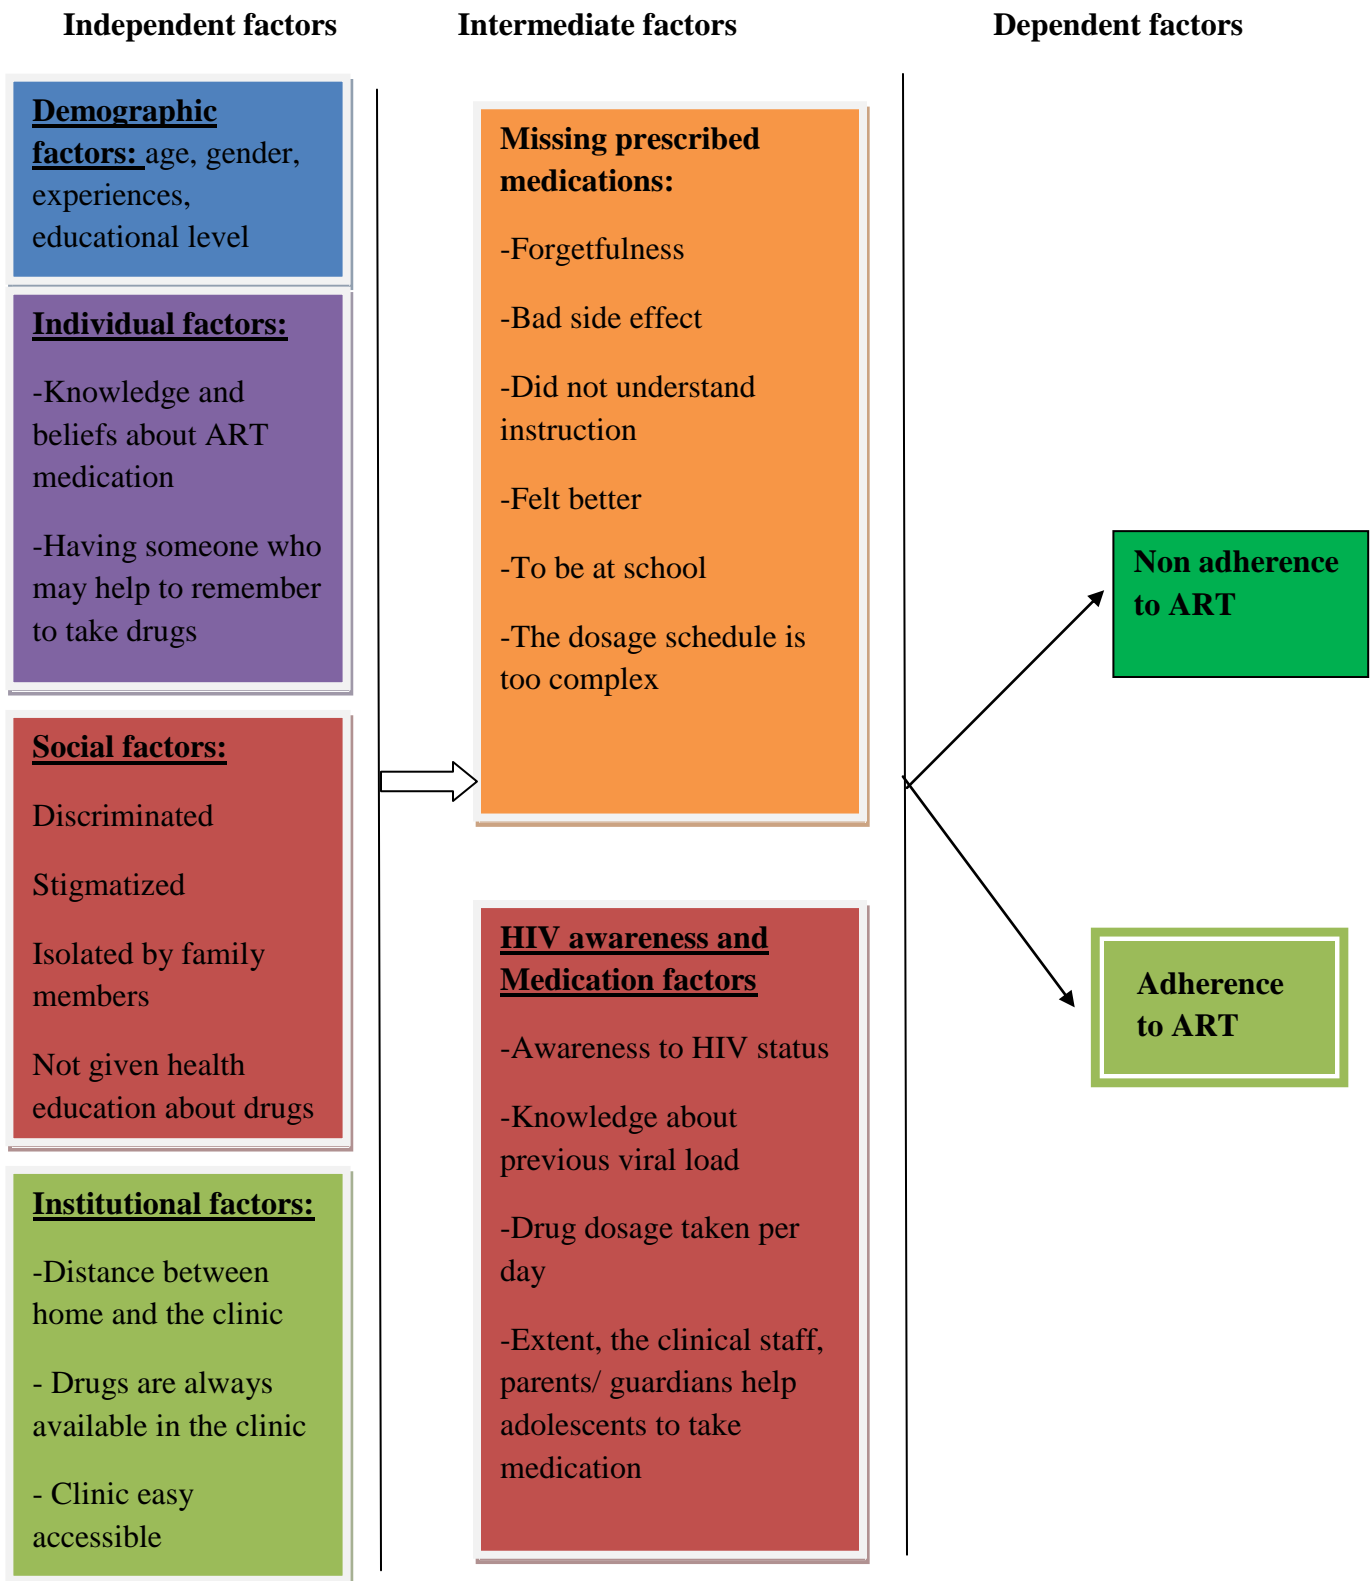 Independent factors
Intermediate factors
Dependent factors
Demographic
factors: age, gender,
experiences,
educational level
Individual factors:
-Knowledge and
beliefs about ART
medication
-Having someone who
may help to remember
to take drugs
Social factors:
Discriminated
Stigmatized
Isolated by family
members
Not given health
education about drugs
Institutional factors:
-Distance between
home and the clinic
- Drugs are always
available in the clinic
- Clinic easy
accessible
Missing prescribed
medications:
-Forgetfulness
-Bad side effect
-Did not understand
instruction
-Felt better
-To be at school
-The dosage schedule is
too complex
HIV awareness and
Medication factors
-Awareness to HIV status
-Knowledge about
previous viral load
-Drug dosage taken per
day
-Extent, the clinical staff,
parents/ guardians help
adolescents to take
medication
Non adherence
to ART
Adherence
to ART